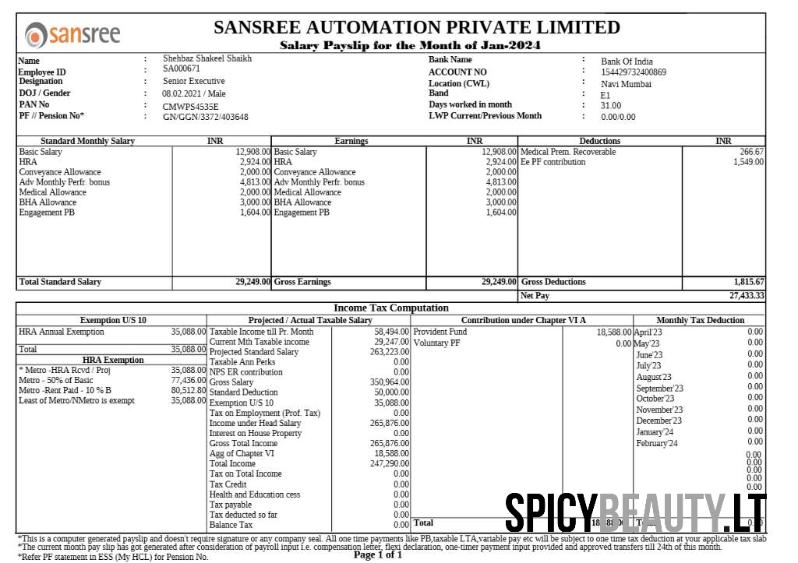 sansree
SANSREE AUTOMATION PRIVATE LIMITED
Salary Payslip for the Month of Jan-2024
Name : Shehbaz Shakeel Shaikh Bank Name : Bank Of India
Employee ID : SA000671 ACCOUNT NO : 154429732400869
Designation : Senior Executive Location (CWL) : Navi Mumbai
DOJ / Gender : 08.02.2021 / Male Band : E1
PAN No : CMWPS4535E Days worked in month : 31.00
PF // Pension No* : GN/GGN/3372/403648 LWP Current/Previous Month : 0.00/0.00
Standard Monthly Salary INR Earnings INR Deductions INR
Basic Salary 12,908.00 Basic Salary 12,908.00 Medical Prem. Recoverable 266.67
HRA 2,924.00 HRA 2,924.00 Ee PF contribution 1,549.00
Conveyance Allowance 2,000.00 Conveyance Allowance 2,000.00
Adv Monthly Perfr. bonus 4,813.00 Adv Monthly Perfr. bonus 4,813.00
Medical Allowance 2,000.00 Medical Allowance 2,000.00
BHA Allowance 3,000.00 BHA Allowance 3,000.00
Engagement PB 1,604.00 Engagement PB 1,604.00
Total Standard Salary 29,249.00 Gross Earnings 29,249.00 Gross Deductions 1,815.67
Net Pay 27,433.33
Income Tax Computation
Exemption U/S 10 Projected / Actual Taxable Salary Contribution under Chapter VI A Monthly Tax Deduction
HRA Annual Exemption 35,088.00 Taxable Income till Pr. Month 58,494.00 Provident Fund 18,588.00 April'23 0.00
Current Mth Taxable income 29,247.00 Voluntary PF 0.00 May'23 0.00
Total 35,088.00 Projected Standard Salary 263,223.00 June'23 0.00
HRA Exemption Taxable Ann Perks 0.00 July'23 0.00
* Metro -HRA Rcvd / Proj 35,088.00 NPS ER contribution 0.00 August'23 0.00
Metro - 50% of Basic 77,436.00 Gross Salary 350,964.00 September'23 0.00
Metro -Rent Paid - 10 % B 80,512.80 Standard Deduction 50,000.00 October'23 0.00
Least of Metro/NMetro is exempt 35,088.00 Exemption U/S 10 35,088.00 November'23 0.00
Tax on Employment (Prof. Tax) 0.00 December'23 0.00
Income under Head Salary 265,876.00 January'24 0.00
Interest on House Property 0.00 February'24 0.00
Gross Total Income 265,876.00
Agg of Chapter VI 18,588.00 0.00
Total Income 247,290.00 0.00
Tax on Total Income 0.00 0.00
Tax Credit 0.00 0.00
Health and Education cess 0.00 0.00
Tax payable 0.00
Tax deducted so far 0.00
Balance Tax 0.00 Total
SPICYBEAUTY.LT
*This is a computer generated payslip and doesn't require signature or any company seal. All one time payments like PB,taxable LTA,variable pay etc will be subject to one time tax deduction at your applicable tax slab
*The current month pay slip has got generated after consideration of payroll input i.e. compensation letter, flexi declaration, one-timer payment input provided and approved transfers till 24th of this month.
*Refer PF statement in ESS (My HCL) for Pension No.
Page 1 of 1